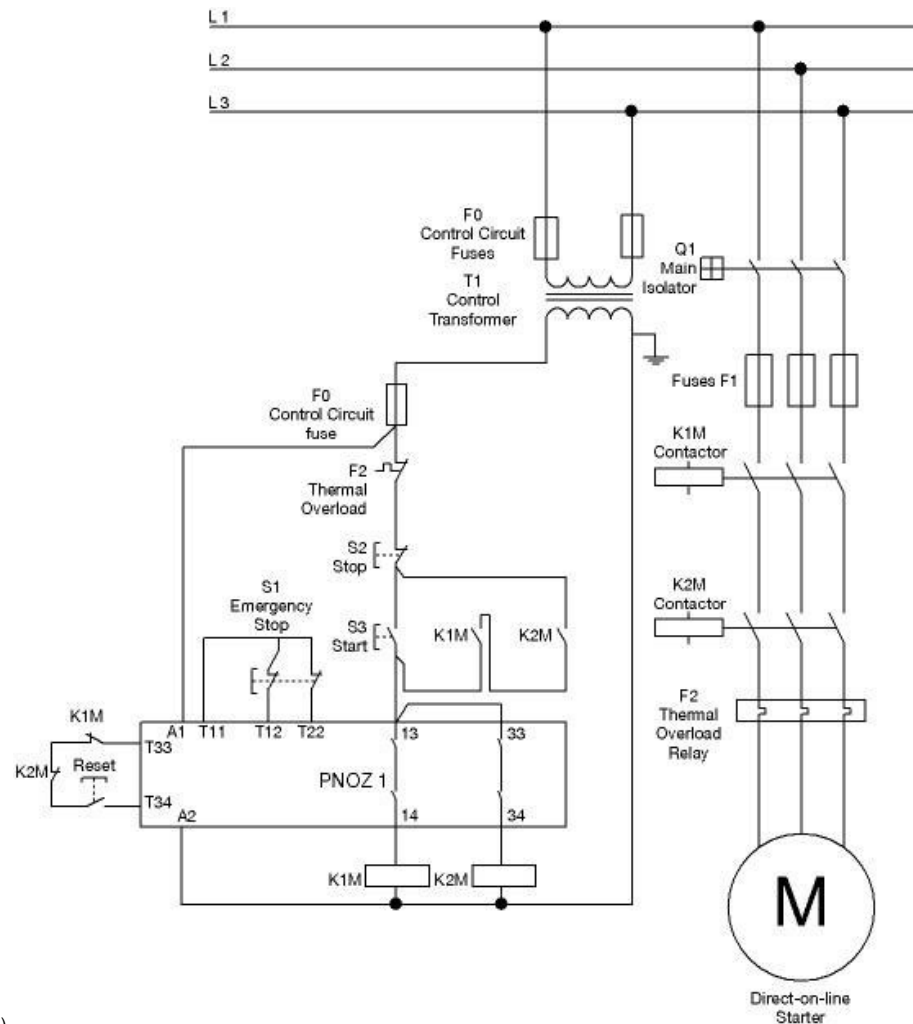 L1
L2
L3
F0
Control Circuit
Fuses
Q1
Main
Isolator
T1
Control
Transformer
Fuses F1
F0
Control Circuit
fuse
K1M
Contactor
F2
Thermal
Overload
S2
Stop
S1
Emergency
Stop
K2M
Contactor
S3
Start
K1M
K2M
F2
Thermal
Overload
Relay
K1M
A1
T11
T12
T22
13
33
T33
K2M
Reset
PNOZ 1
T34
A2
14
34
K1M
K2M
M
Direct-on-line
Starter
)